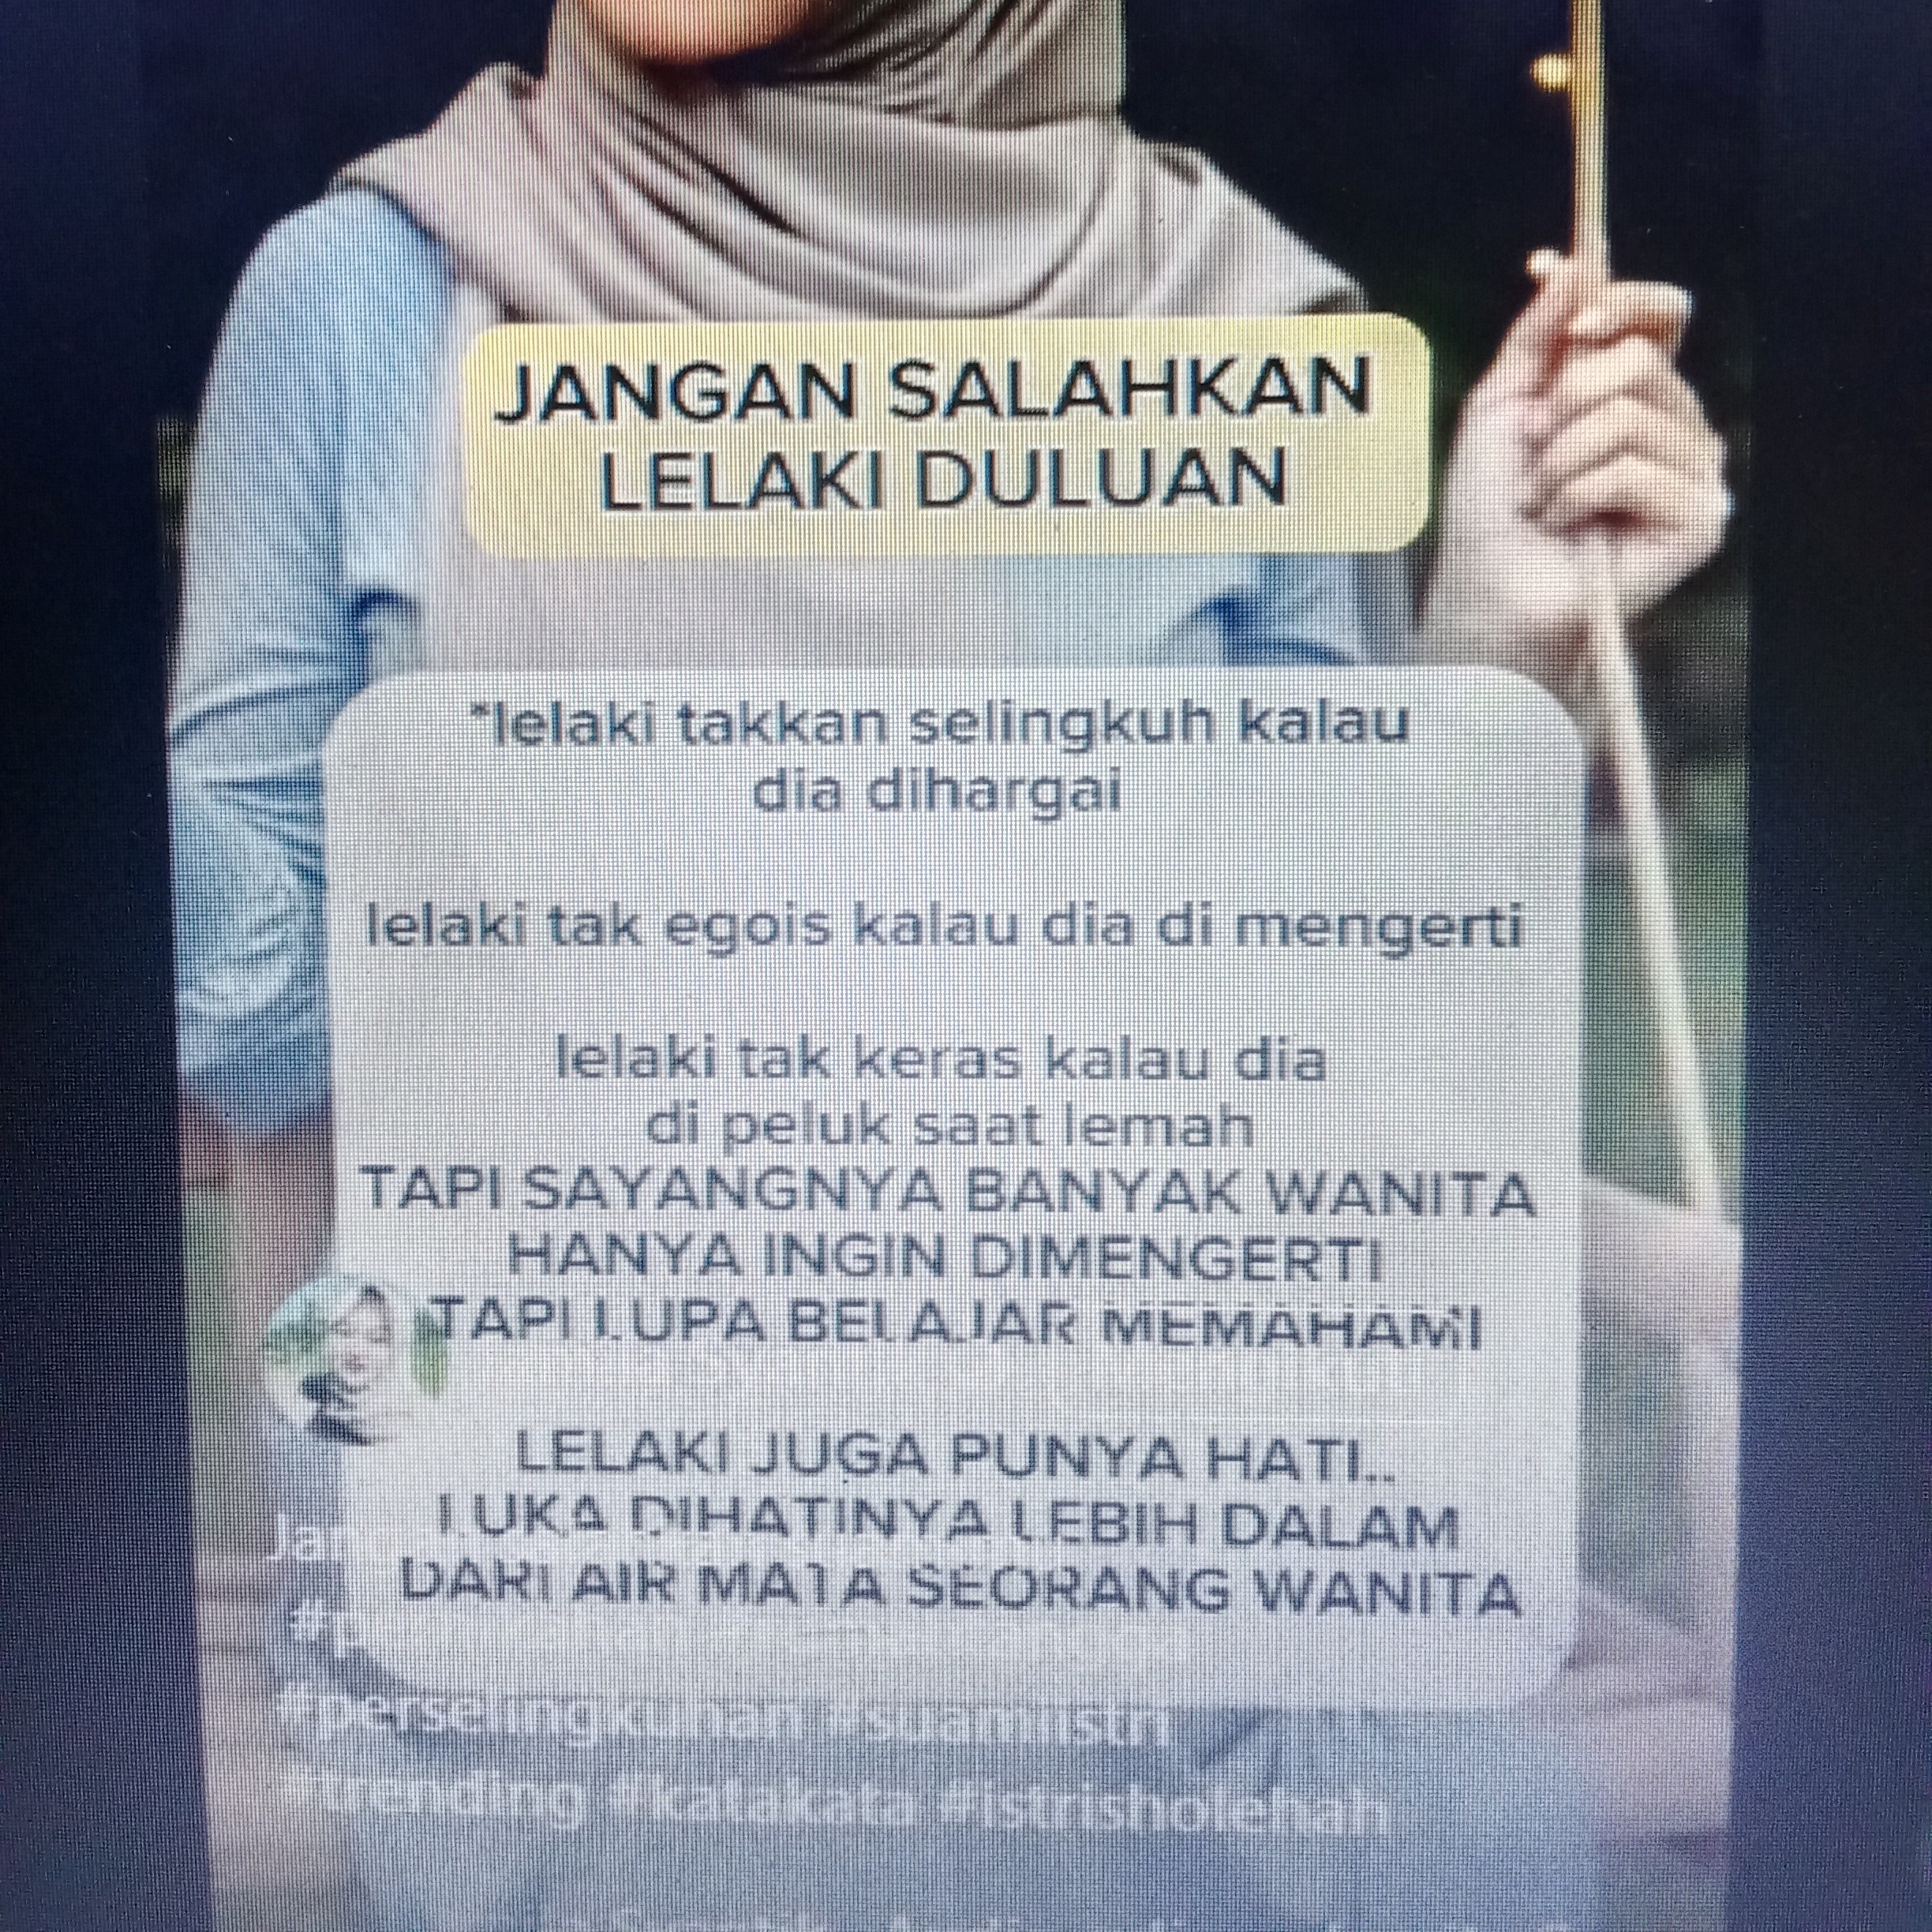 JANGAN SALAHKAN
LELAKI DULUAN
*lelaki takkan selingkuh kalau
dia dihargai
lelaki tak egois kalau dia di mengerti
lelaki tak keras kalau dia
di peluk saat lemah
TAPI SAYANGNYA BANYAK WANITA
HANYA INGIN DIMENGERTI
TAPI LUPA BELAJAR MEMAHAMI
LELAKI JUGA PUNYA HATI..
LUKA DIHATINYA LEBIH DALAM
DARI AIR MATA SEORANG WANITA
#perselingkuhan #suamiistri
#trending #katakata #istrisholehah